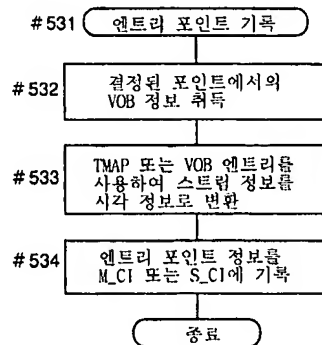 #531 엔트리 포인트 기록
#532 결정된 포인트에서의
VOB 정보 취득
TMAP 또는 VOB 엔트리를
#533 사용하여 스트림 정보를
시각 정보로 변환
#534 엔트리 포인트 정보를
M_CI 또는 S_CI에 기록
종료